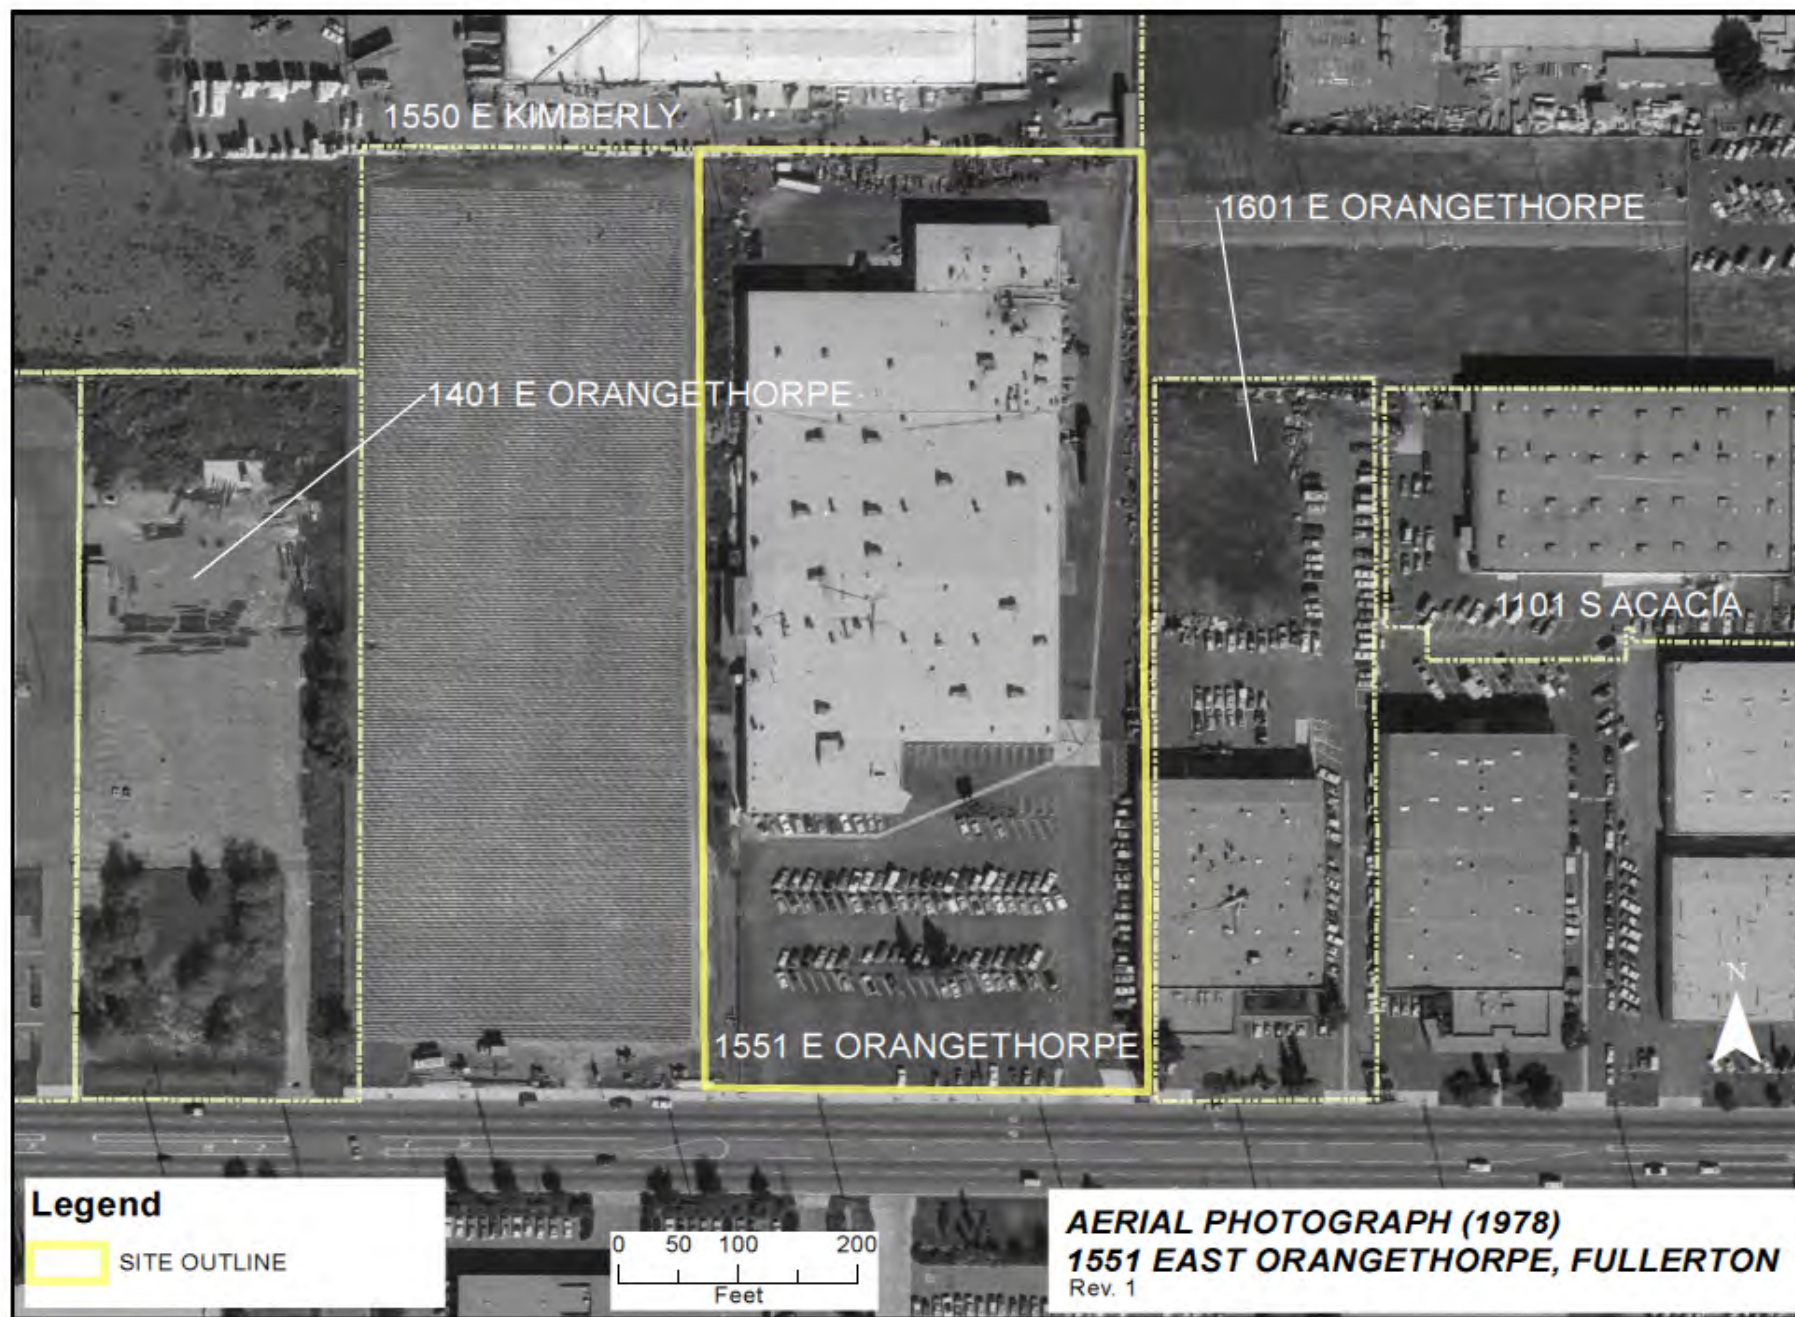 1550 E KIMBERLY
1601 E ORANGETHORPE
1401 E ORANGETHORPE
1101 S ACACIA
N
1551 E ORANGETHORPE
Legend
SITE OUTLINE
0 50 100 200
Feet
AERIAL PHOTOGRAPH (1978)
1551 EAST ORANGETHORPE, FULLERTON
Rev. 1